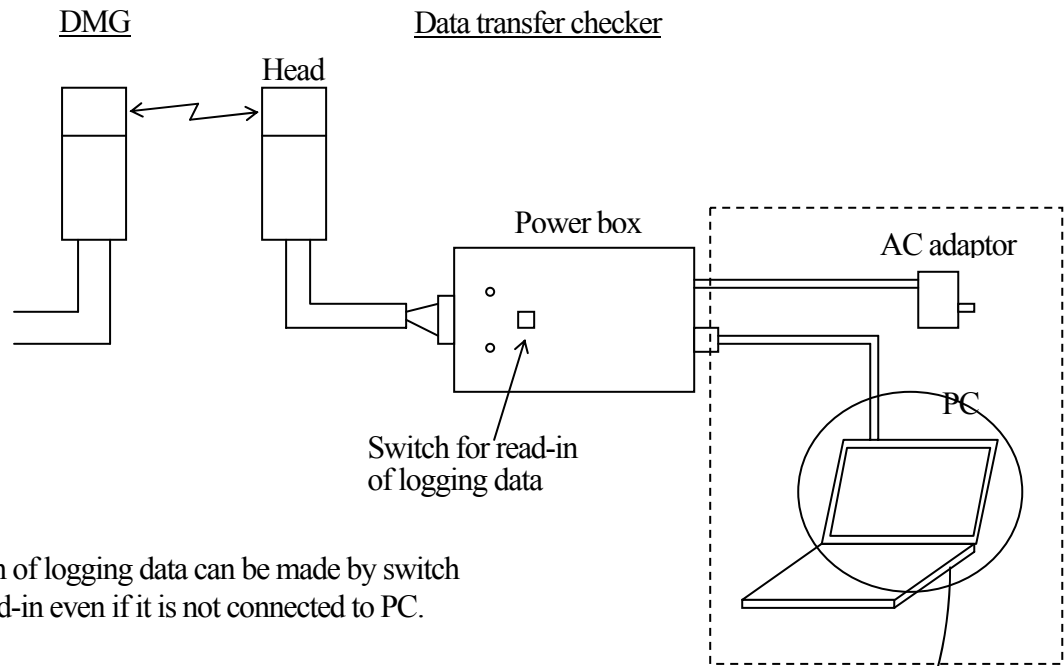 DMG
Data transfer checker
Head
Power box
AC adaptor
PC
Switch for read-in
of logging data
of logging data can be made by switch
even if it is not connected to PC.